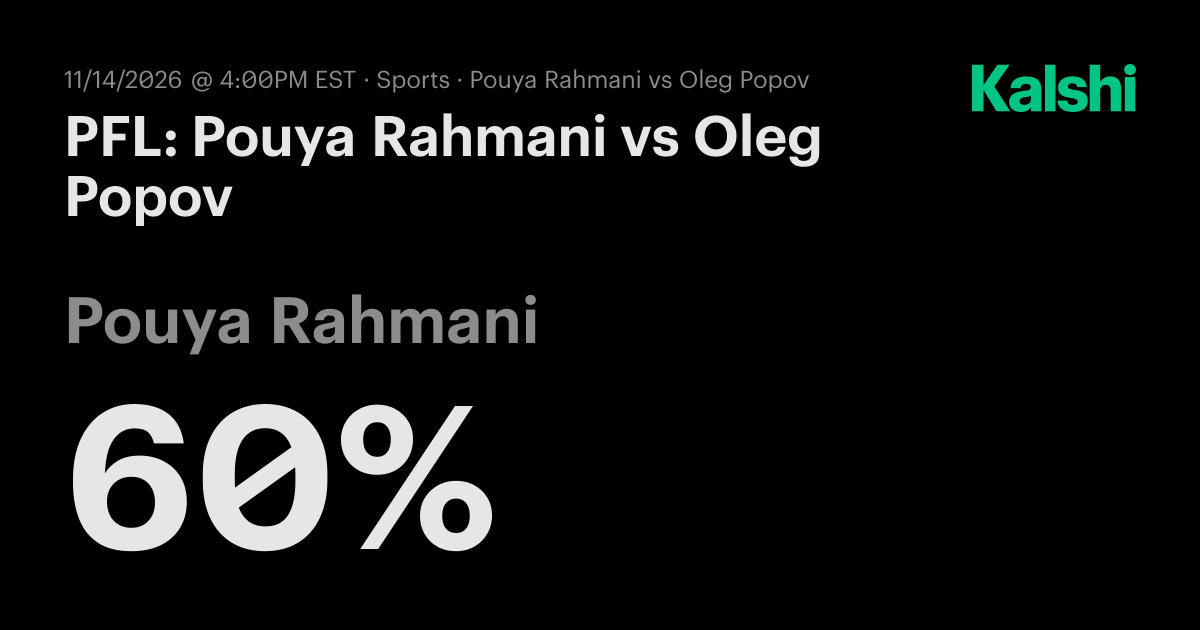 11/14/2026 @ 4:00PM EST · Sports · Pouya Rahmani vs Oleg Popov
Kalshi
PFL: Pouya Rahmani vs Oleg
Popov
Pouya Rahmani
60%